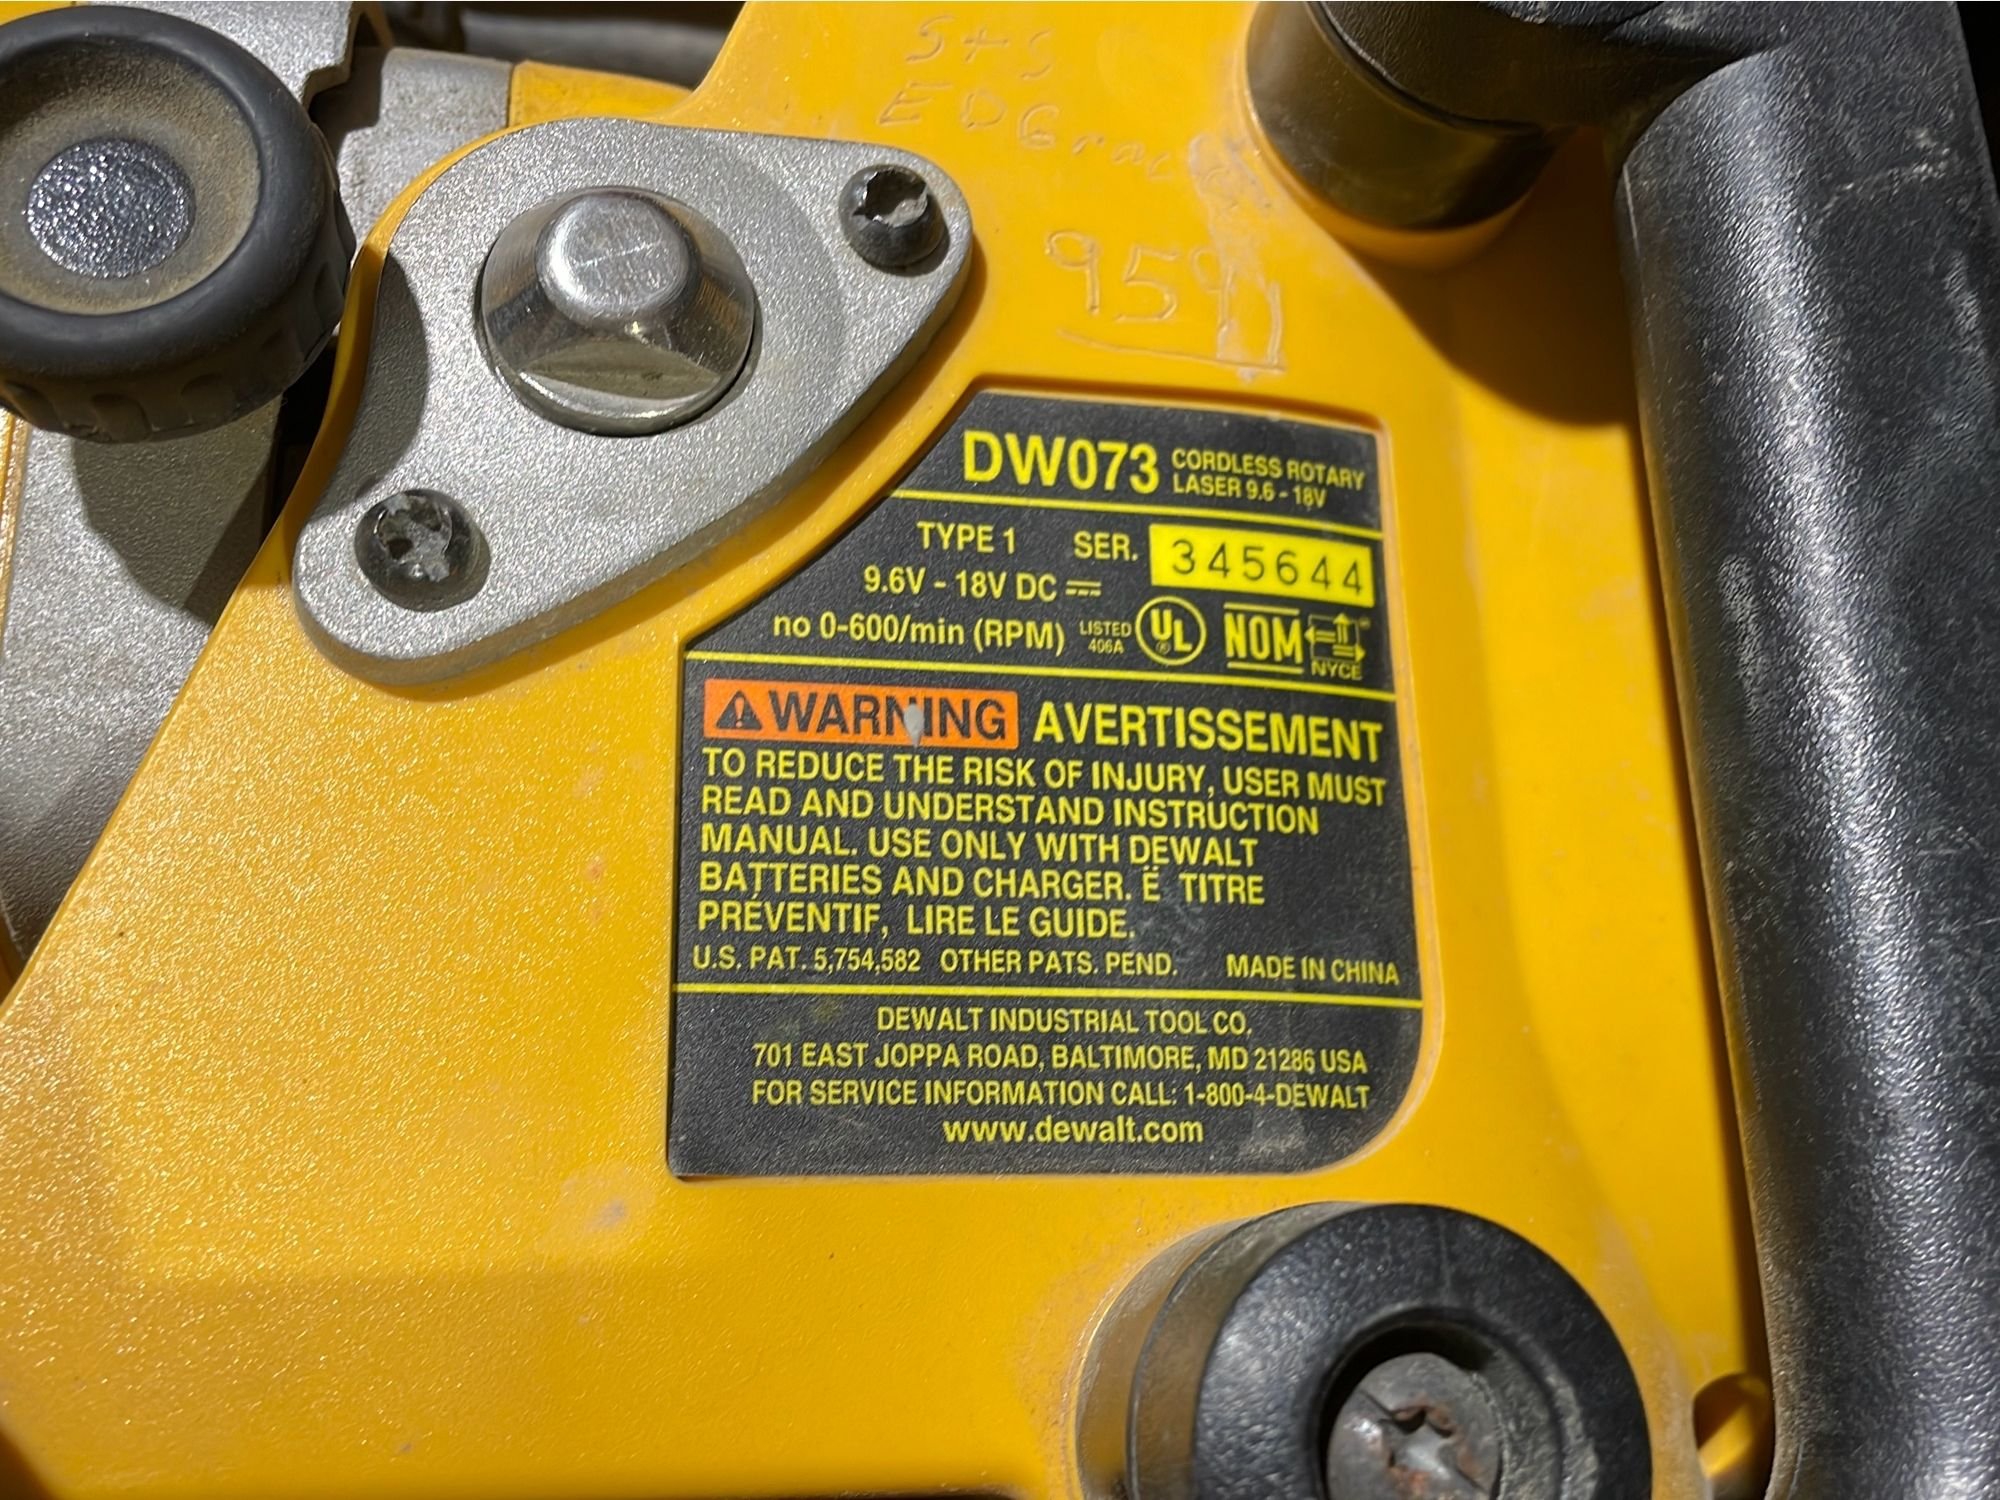 S+S
959
DW073 CORDLESS ROTARY
LASER 9.6 - 18V
TYPE 1 SER. 345644
9.6V - 18V DC ⎓
no 0-600/min (RPM) LISTED
406A UL® NOM NYCE
⚠WARNING AVERTISSEMENT
TO REDUCE THE RISK OF INJURY, USER MUST
READ AND UNDERSTAND INSTRUCTION
MANUAL. USE ONLY WITH DEWALT
BATTERIES AND CHARGER. Ë TITRE
PRÉVENTIF, LIRE LE GUIDE.
U.S. PAT. 5,754,582 OTHER PATS. PEND. MADE IN CHINA
DEWALT INDUSTRIAL TOOL CO.
701 EAST JOPPA ROAD, BALTIMORE, MD 21286 USA
FOR SERVICE INFORMATION CALL: 1-800-4-DEWALT
www.dewalt.com